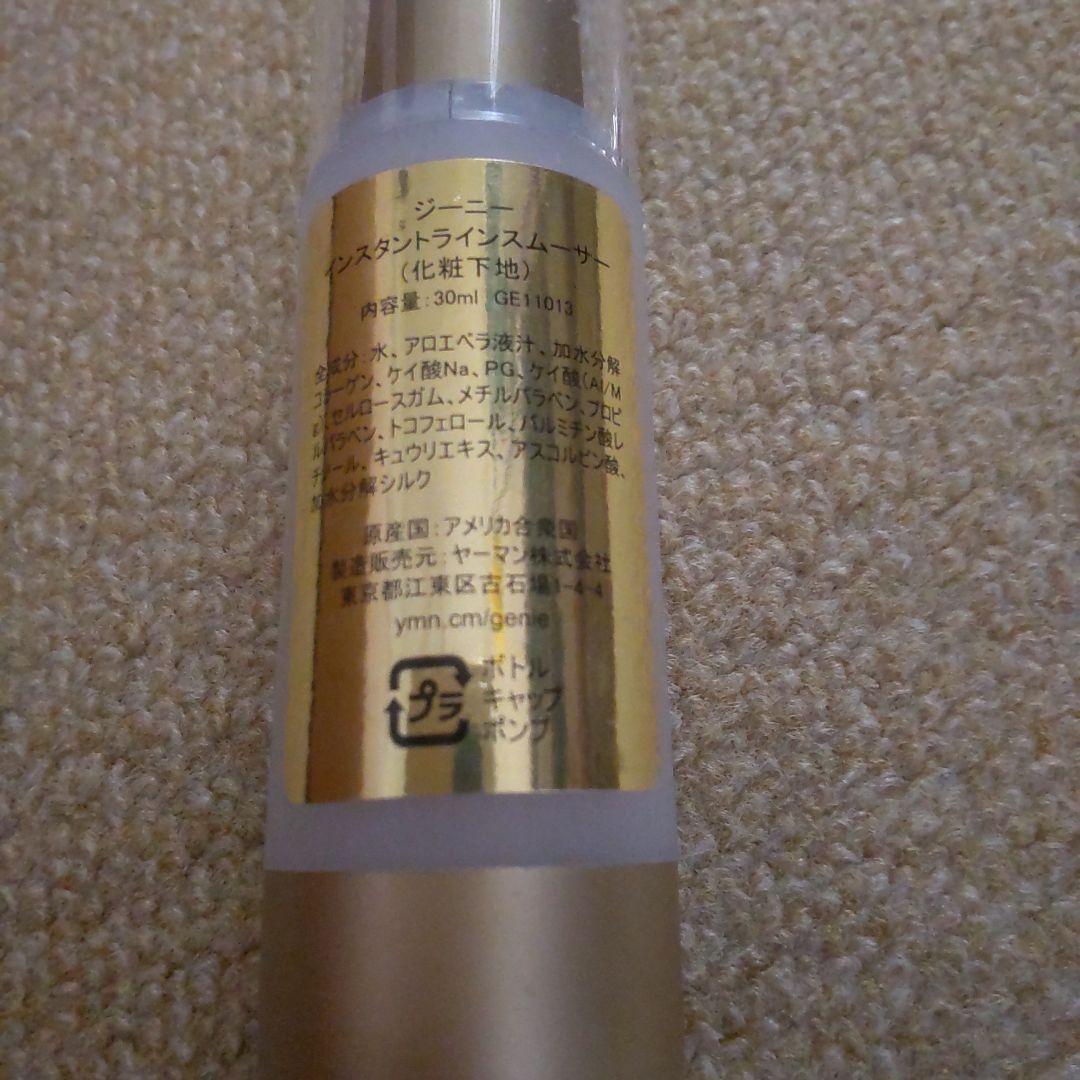 ジーニー
インスタントラインスムーサー
(化粧下地)
内容量:30ml GE11013
全成分:水、アロエベラ液汁、加水分解
コラーゲン、ケイ酸Na、PG、ケイ酸(Al/M
g)、セルロースガム、メチルパラベン、プロピ
ルパラベン、トコフェロール、パルミチン酸レ
チノール、キュウリエキス、アスコルビン酸、
加水分解シルク
原産国:アメリカ合衆国
製造販売元:ヤーマン株式会社
東京都江東区古石場1-4-4
ymn.cm/genie
プラ
ボトル
キャップ
ポンプ